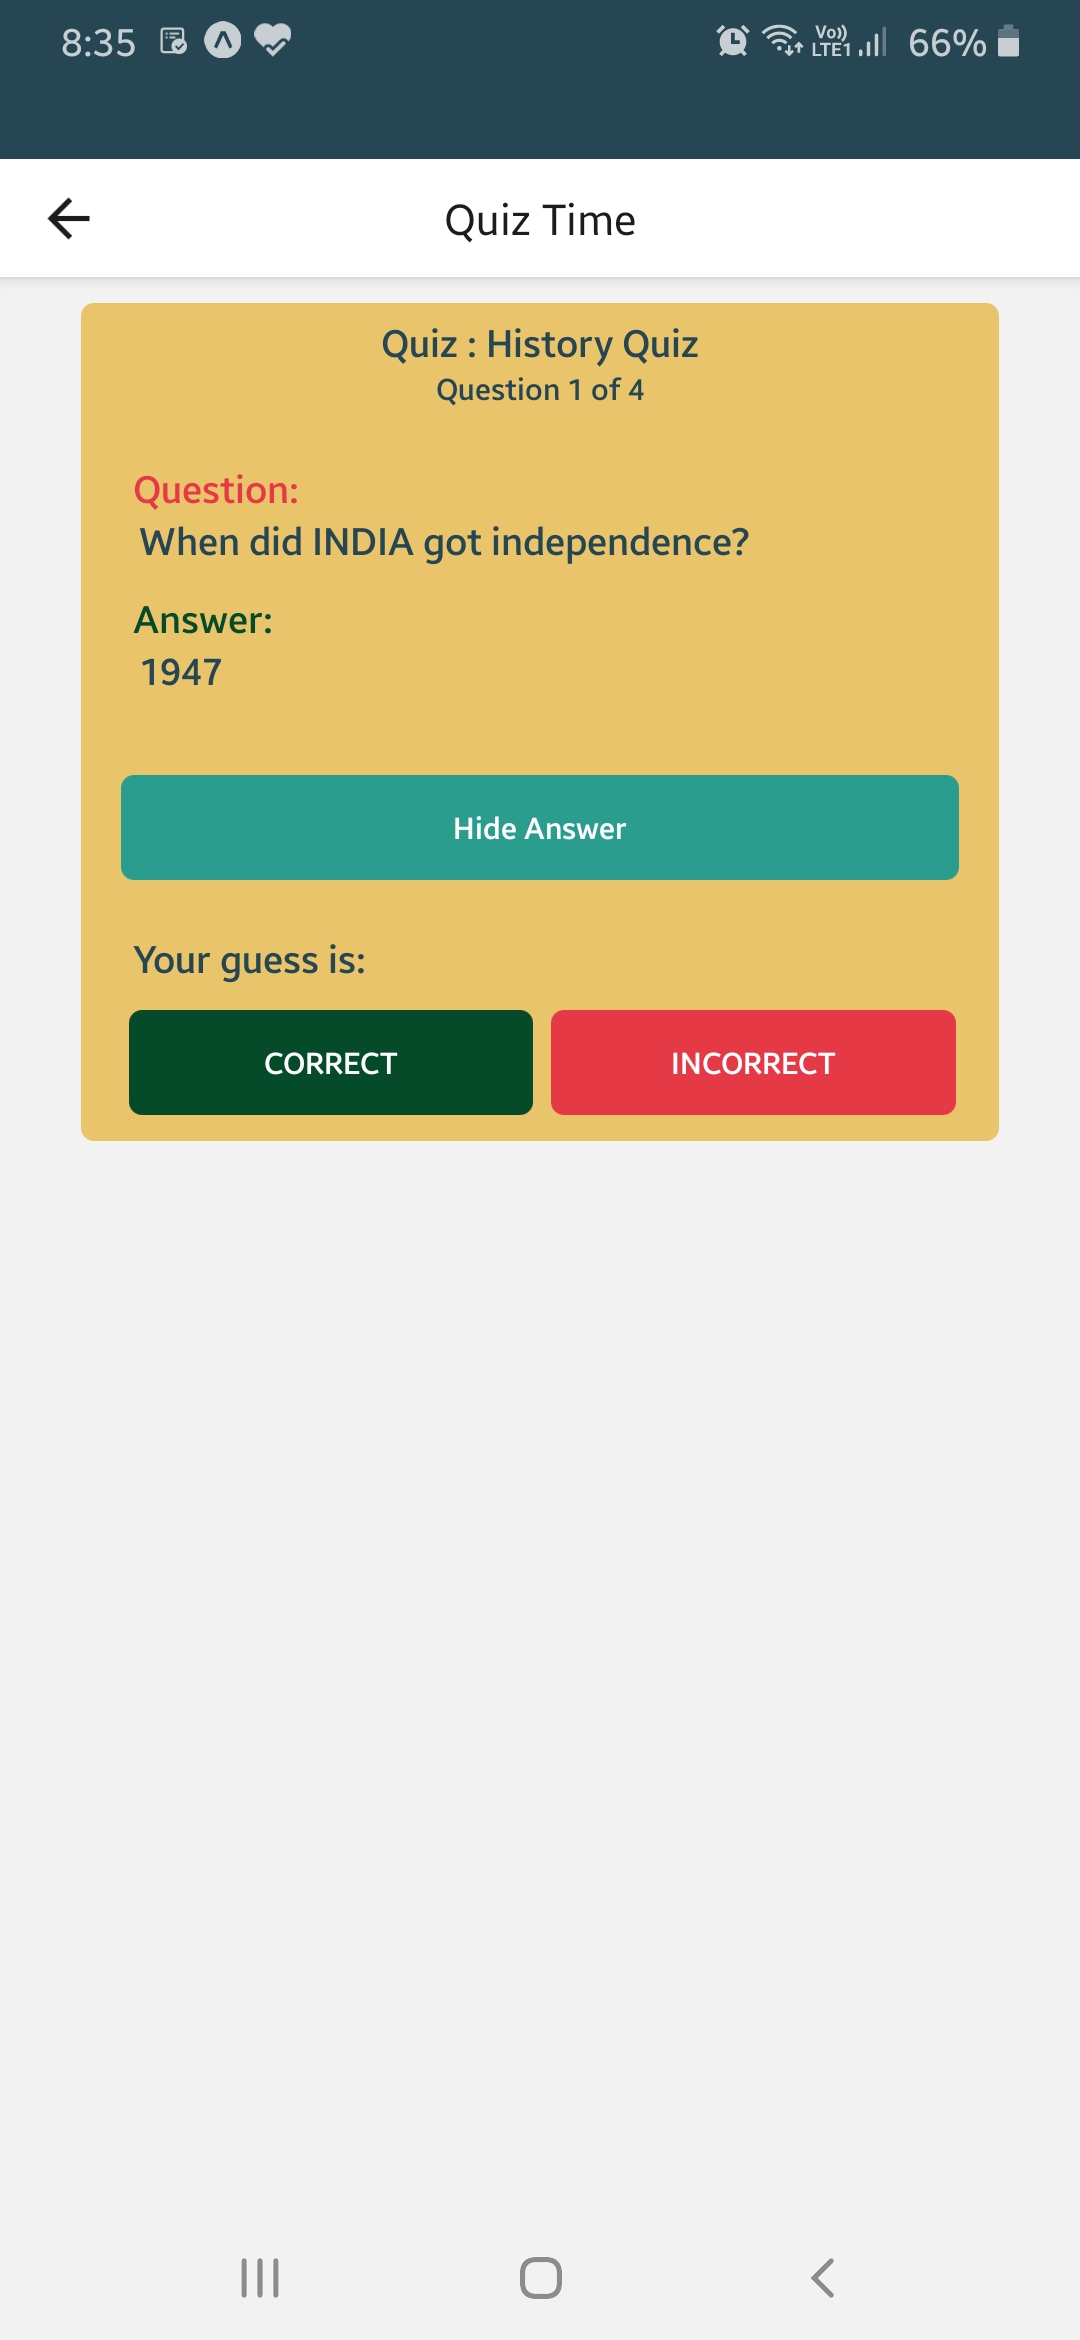 8:35 Vo)) LTE1 66%
Quiz Time
Quiz : History Quiz
Question 1 of 4
Question:
When did INDIA got independence?
Answer:
1947
Hide Answer
Your guess is:
CORRECT INCORRECT